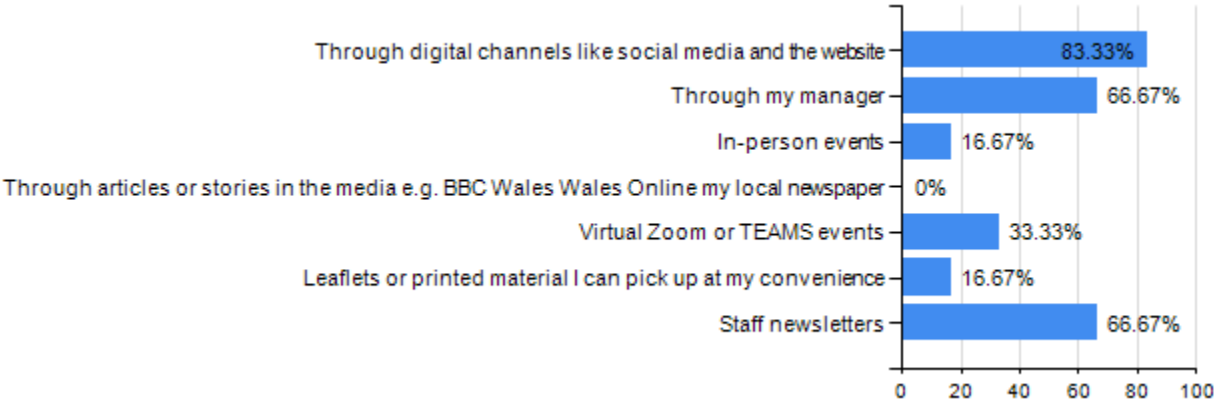 Through digital channels like social media and the website 83.33%
Through my manager 66.67%
In-person events 16.67%
Through articles or stories in the media e.g. BBC Wales Wales Online my local newspaper 0%
Virtual Zoom or TEAMS events 33.33%
Leaflets or printed material I can pick up at my convenience 16.67%
Staff newsletters 66.67%
0 20 40 60 80 100